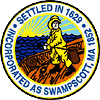 SETTLED IN 1629
INCORPORATED AS SWAMPSCOTT, MA 1852